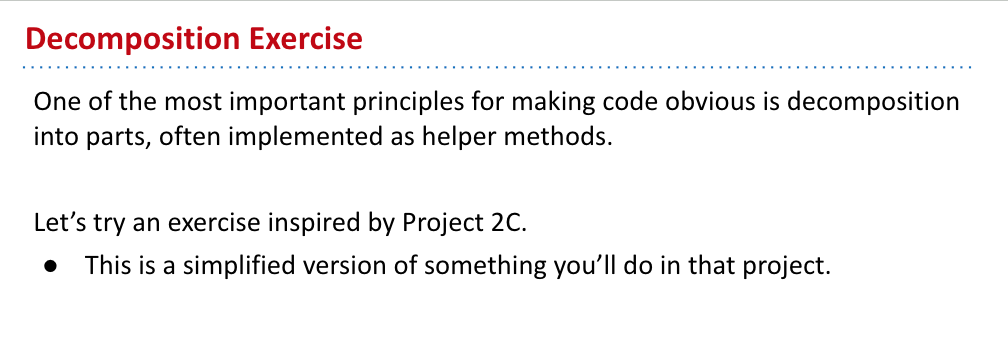 Decomposition Exercise
One of the most important principles for making code obvious is decomposition
into parts, often implemented as helper methods.
Let’s try an exercise inspired by Project 2C.
● This is a simplified version of something you’ll do in that project.